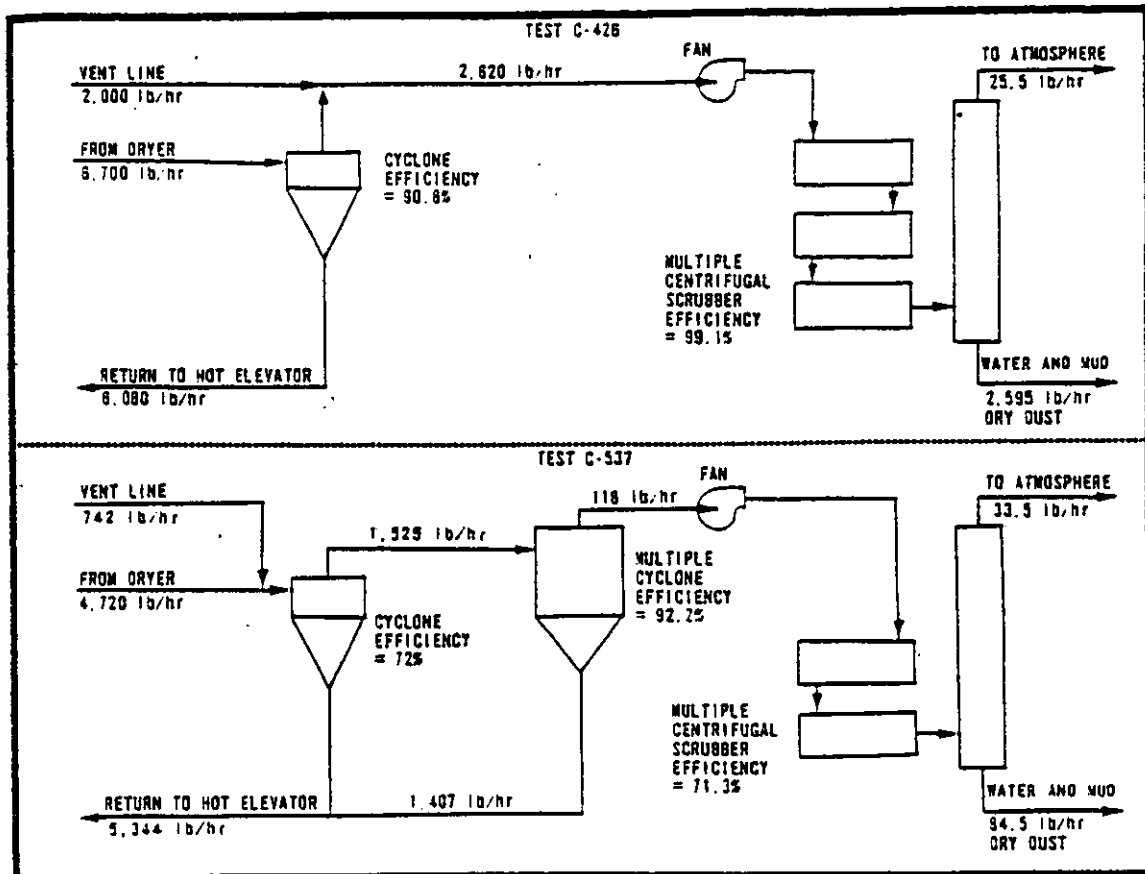 TEST C-426
VENT LINE
2,000 lb/hr
2,620 lb/hr
FAN
TO ATMOSPHERE
25.5 lb/hr
FROM DRYER
6,700 lb/hr
CYCLONE
EFFICIENCY
= 90.8%
MULTIPLE
CENTRIFUGAL
SCRUBBER
EFFICIENCY
= 99.1%
RETURN TO HOT ELEVATOR
6,080 lb/hr
WATER AND MUD
2,595 lb/hr
DRY DUST
TEST C-537
VENT LINE
742 lb/hr
1,525 lb/hr
118 lb/hr
FAN
TO ATMOSPHERE
33.5 lb/hr
FROM DRYER
4,720 lb/hr
CYCLONE
EFFICIENCY
= 72%
MULTIPLE
CYCLONE
EFFICIENCY
= 92.2%
MULTIPLE
CENTRIFUGAL
SCRUBBER
EFFICIENCY
= 71.3%
RETURN TO HOT ELEVATOR
5,344 lb/hr
1,407 lb/hr
WATER AND MUD
84.5 lb/hr
DRY DUST